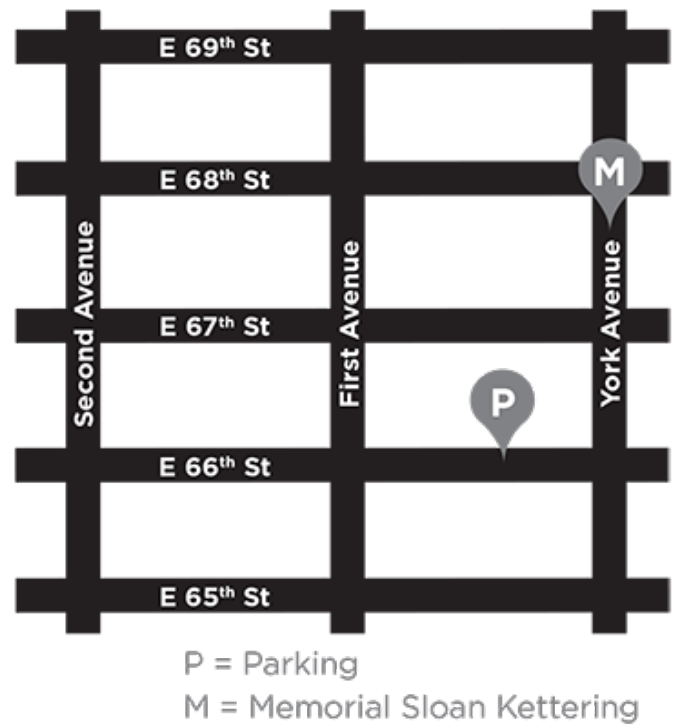 E 69th St
E 68th St
M
Second Avenue
First Avenue
York Avenue
E 67th St
P
E 66th St
E 65th St
P = Parking
M = Memorial Sloan Kettering